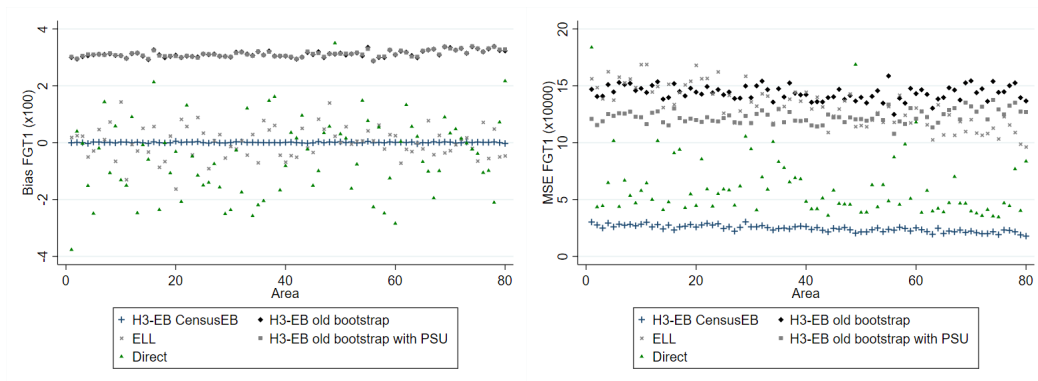 Bias FGT1 (x100)
4
2
0
-2
-4
0 20 40 60 80
Area
H3-EB CensusEB H3-EB old bootstrap
ELL H3-EB old bootstrap with PSU
Direct
MSE FGT1 (x10000)
20
15
10
5
0
0 20 40 60 80
Area
H3-EB CensusEB H3-EB old bootstrap
ELL H3-EB old bootstrap with PSU
Direct